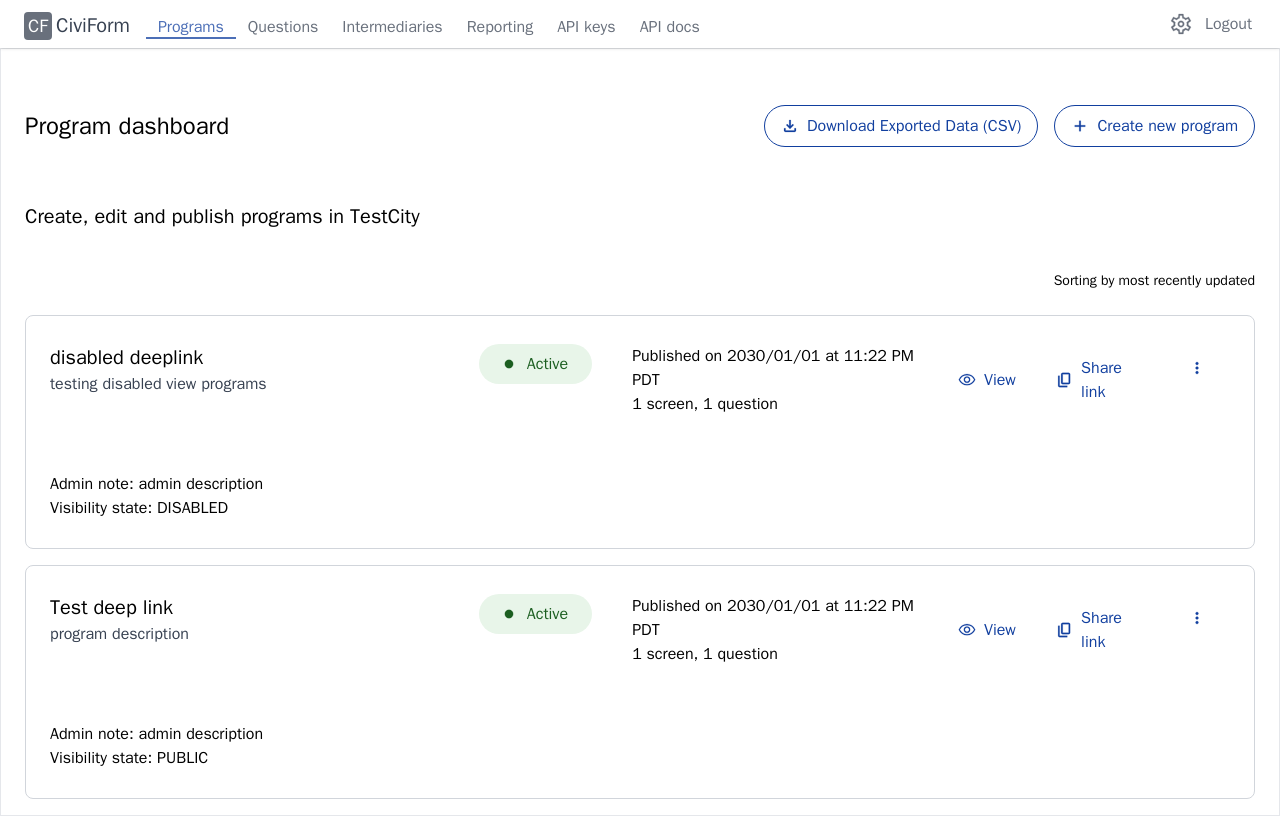 CF CiviForm Programs Questions Intermediaries Reporting API keys API docs Logout
Program dashboard
Download Exported Data (CSV)
Create new program
Create, edit and publish programs in TestCity
Sorting by most recently updated
disabled deeplink
testing disabled view programs
Active
Published on 2030/01/01 at 11:22 PM
PDT
1 screen, 1 question
View
Share
link
Admin note: admin description
Visibility state: DISABLED
Test deep link
program description
Active
Published on 2030/01/01 at 11:22 PM
PDT
1 screen, 1 question
View
Share
link
Admin note: admin description
Visibility state: PUBLIC